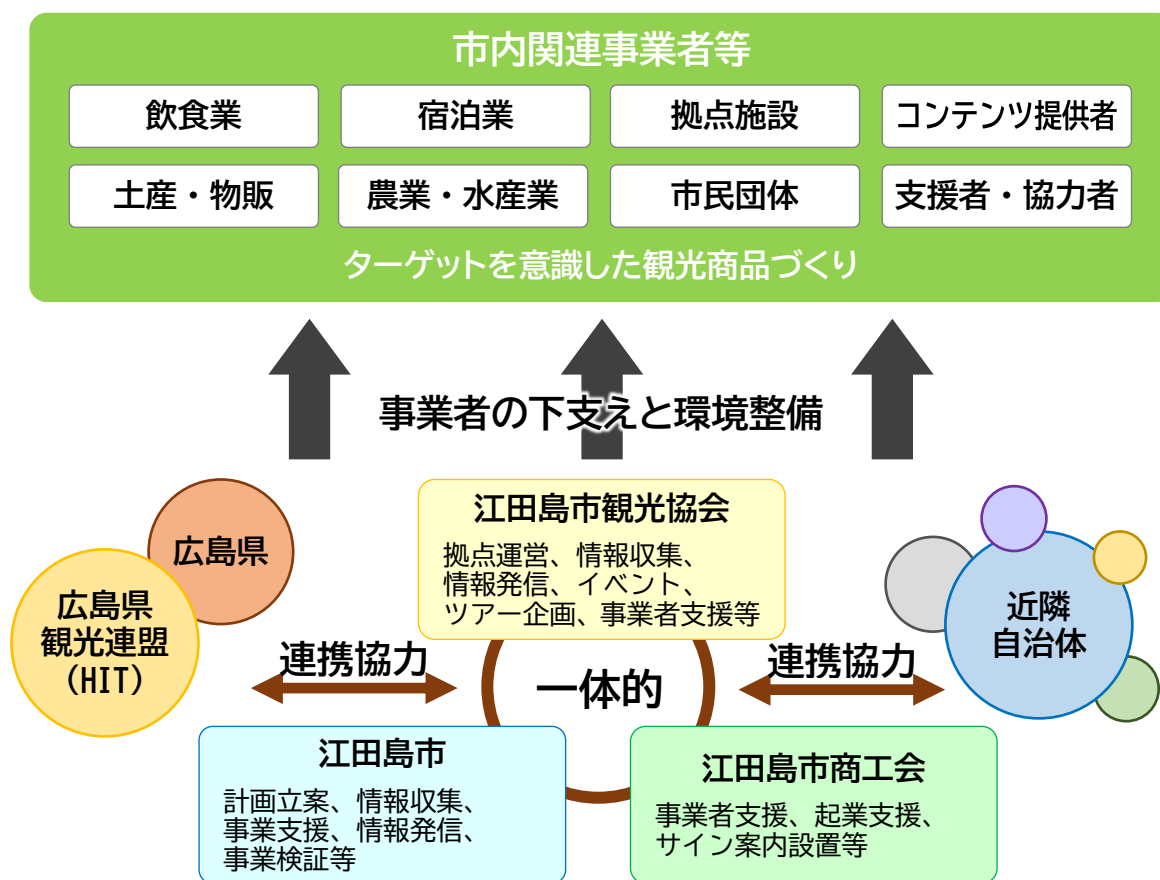 市内関連事業者等
飲食業
宿泊業
拠点施設
コンテンツ提供者
土産・物販
農業・水産業
市民団体
支援者・協力者
ターゲットを意識した観光商品づくり
事業者の下支えと環境整備
江田島市観光協会
拠点運営、情報収集、
情報発信、イベント、
ツアー企画、事業者支援等
広島県
広島県
観光連盟
(HIT)
連携協力
一体的
連携協力
近隣
自治体
江田島市
計画立案、情報収集、
事業支援、情報発信、
事業検証等
江田島市商工会
事業者支援、起業支援、
サイン案内設置等